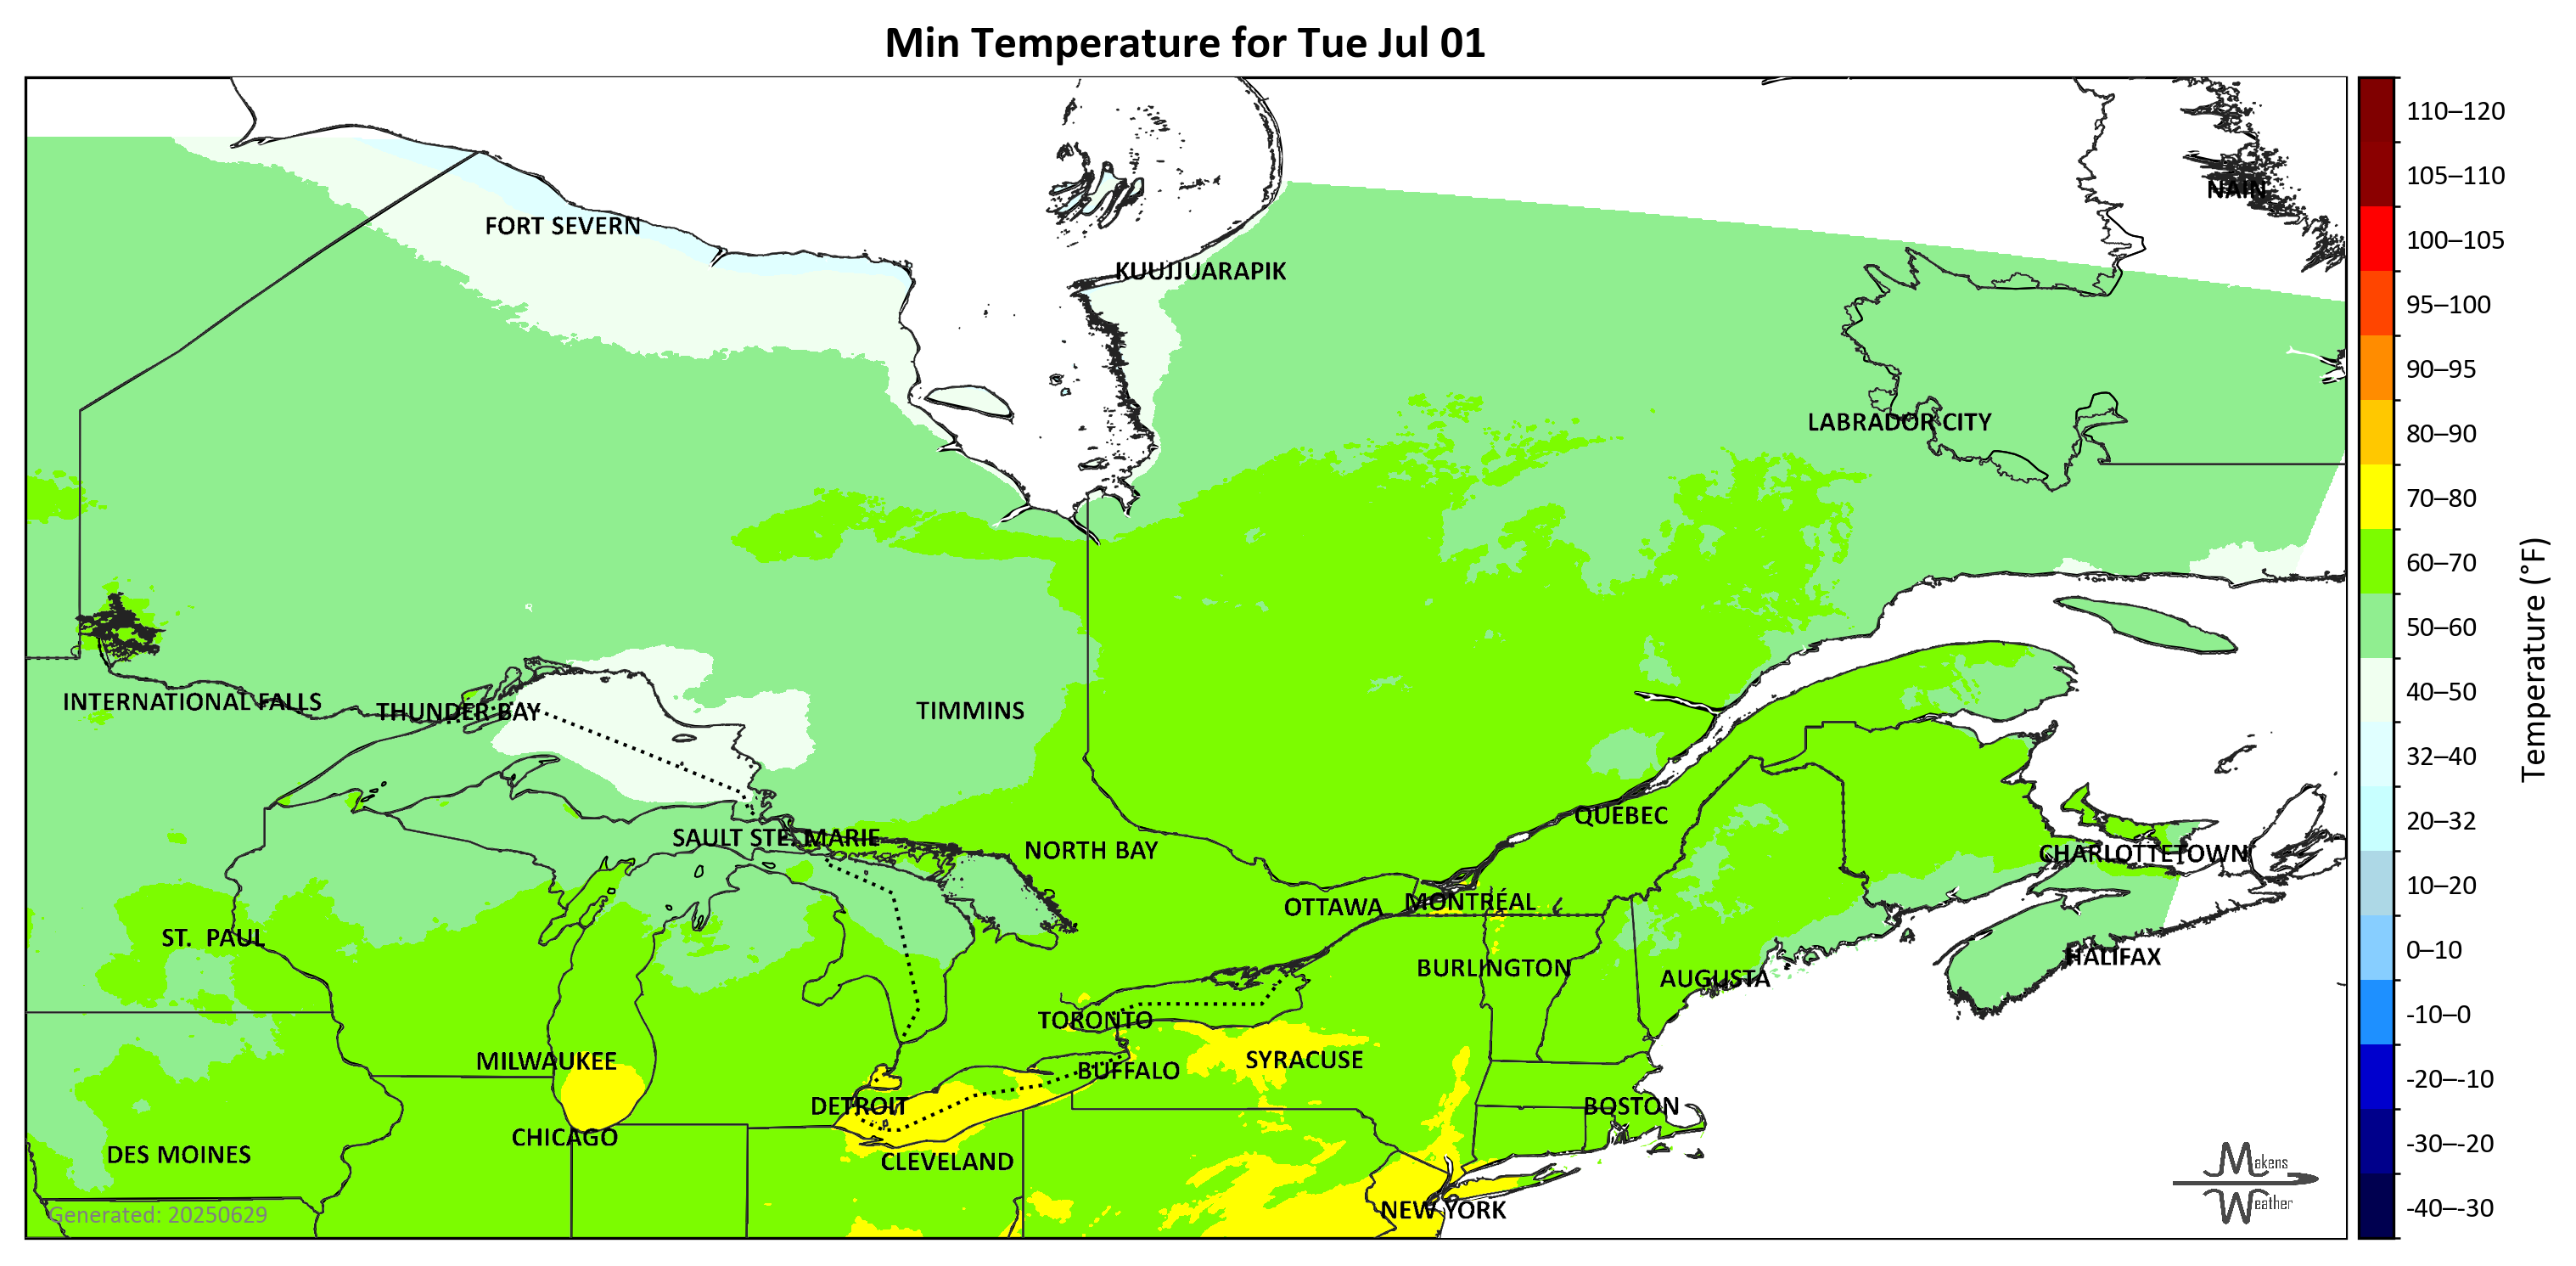 Min Temperature for Tue Jul 01
110–120
105–110
NAIN
FORT SEVERN
100–105
KUUJJUARAPIK
95–100
90–95
LABRADOR CITY
80–90
70–80
60–70
50–60
Temperature (°F)
INTERNATIONAL FALLS
THUNDER BAY
TIMMINS
40–50
32–40
QUÉBEC
20–32
SAULT STE. MARIE
NORTH BAY
CHARLOTTETOWN
10–20
OTTAWA
MONTRÉAL
ST. PAUL
0–10
HALIFAX
BURLINGTON
AUGUSTA
-10–0
TORONTO
MILWAUKEE
SYRACUSE
BUFFALO
-20–-10
DETROIT
BOSTON
CHICAGO
-30–-20
DES MOINES
CLEVELAND
Makens
Weather
NEW YORK
-40–-30
Generated: 20250629